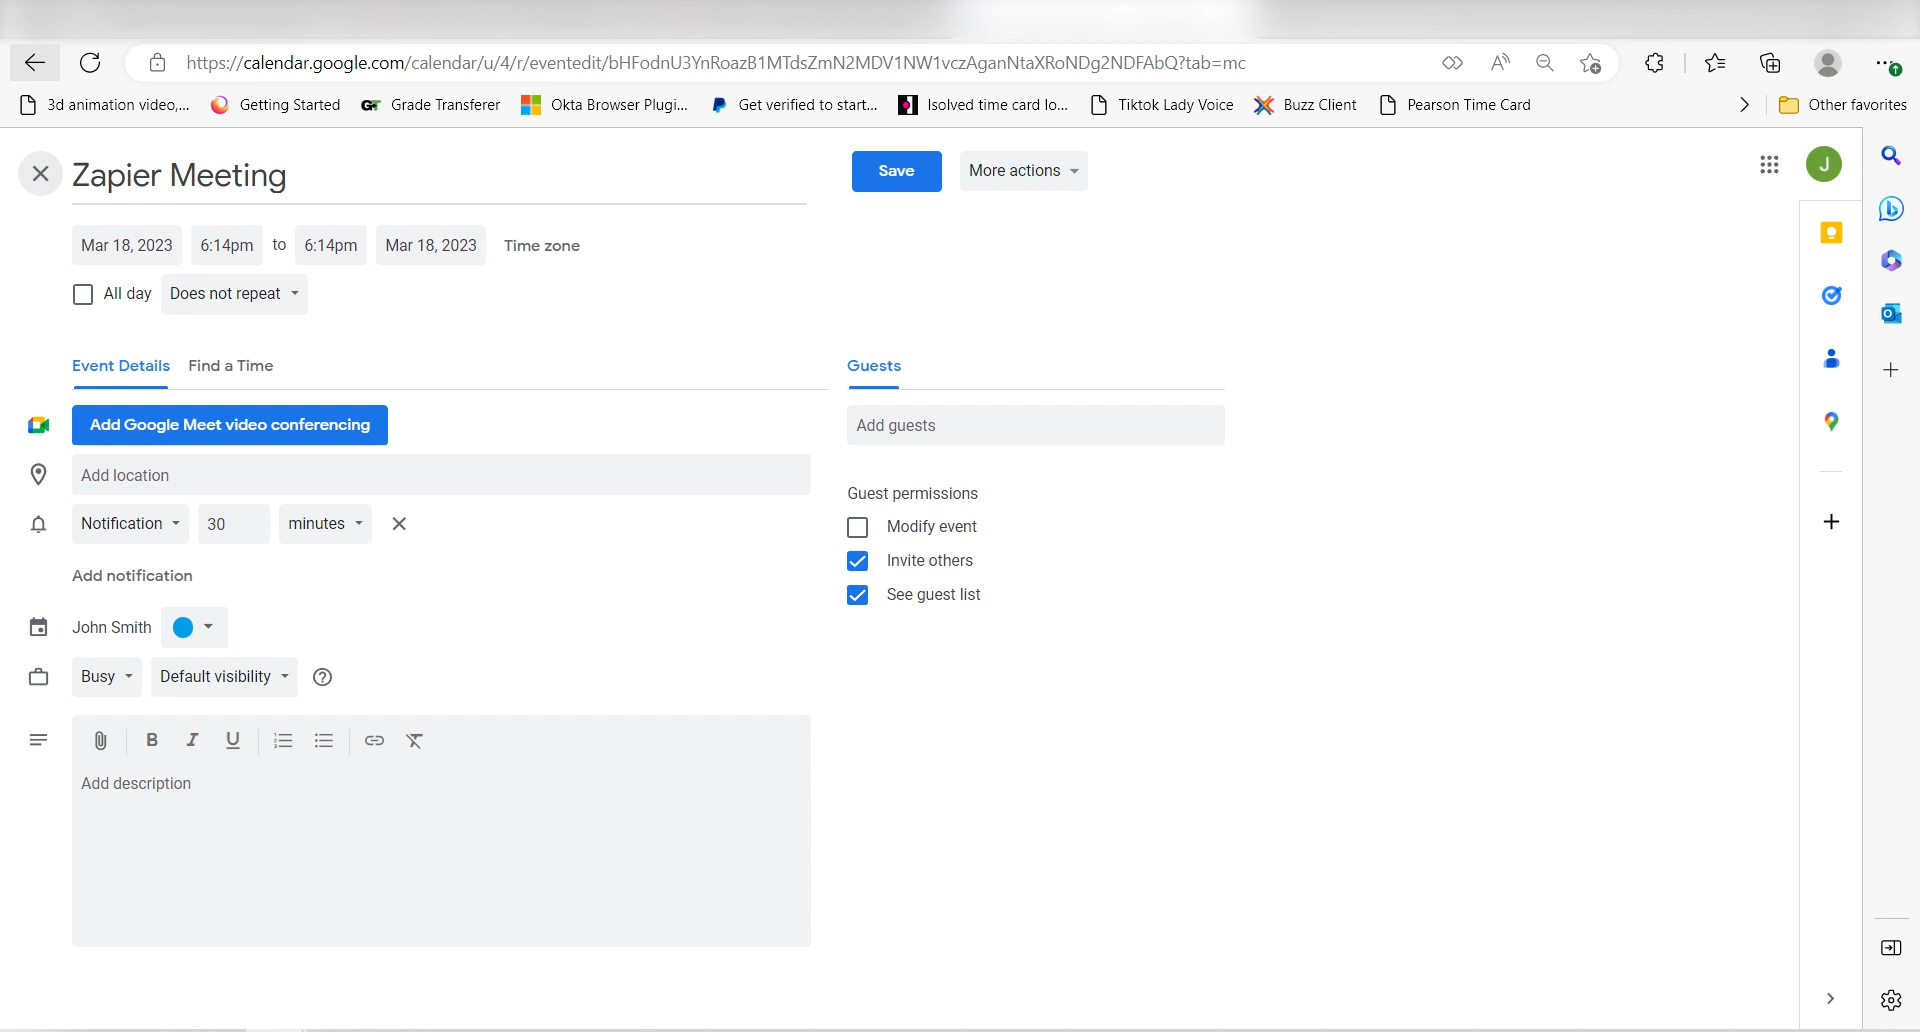 https://calendar.google.com/calendar/u/4/r/eventedit/bHFodnU3YnRoazB1MTdsZmN2MDV1NW1vczAganNtaXRoNDg2NDFAbQ?tab=mc
3d animation video,... Getting Started GT Grade Transferer Okta Browser Plugi... Get verified to start... Isolved time card lo... Tiktok Lady Voice Buzz Client Pearson Time Card Other favorites
Zapier Meeting Save More actions J
Mar 18, 2023 6:14pm to 6:14pm Mar 18, 2023 Time zone
All day Does not repeat
Event Details Find a Time
Add Google Meet video conferencing
Add location
Notification 30 minutes
Add notification
John Smith
Busy Default visibility
B I U
Add description
Guests
Add guests
Guest permissions
Modify event
Invite others
See guest list